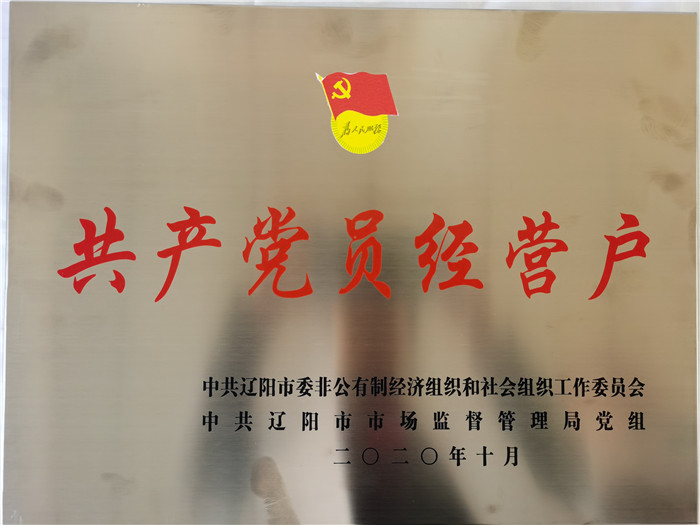 为人民服务
共产党员经营户
中共辽阳市委非公有制经济组织和社会组织工作委员会
中共辽阳市市场监督管理局党组
二〇二〇年十月